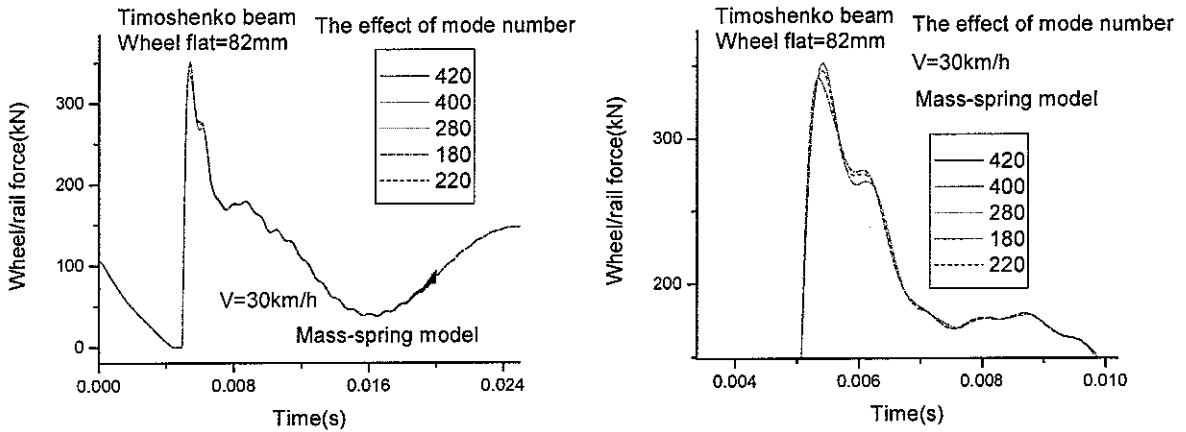 Timoshenko beam
Wheel flat=82mm
The effect of mode number
420
400
280
180
220
300
200
100
0
Wheel/rail force(kN)
V=30km/h
Mass-spring model
0.000
0.008
0.016
0.024
Time(s)
Timoshenko beam
Wheel flat=82mm
The effect of mode number
V=30km/h
Mass-spring model
420
400
280
180
220
300
200
Wheel/rail force(kN)
0.004
0.006
0.008
0.010
Time(s)